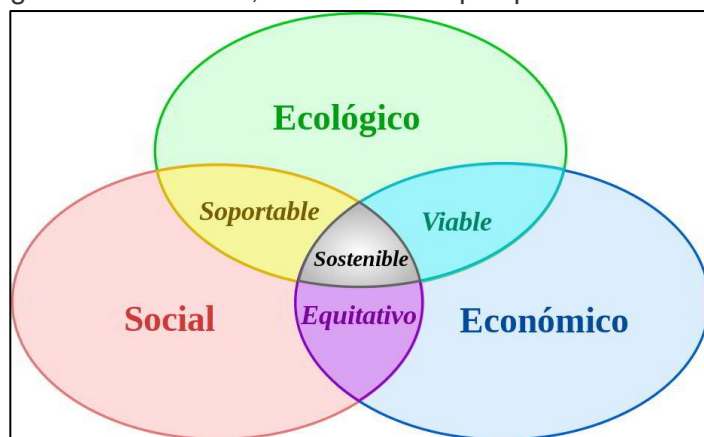 Ecológico
Soportable
Viable
Sostenible
Social
Equitativo
Económico